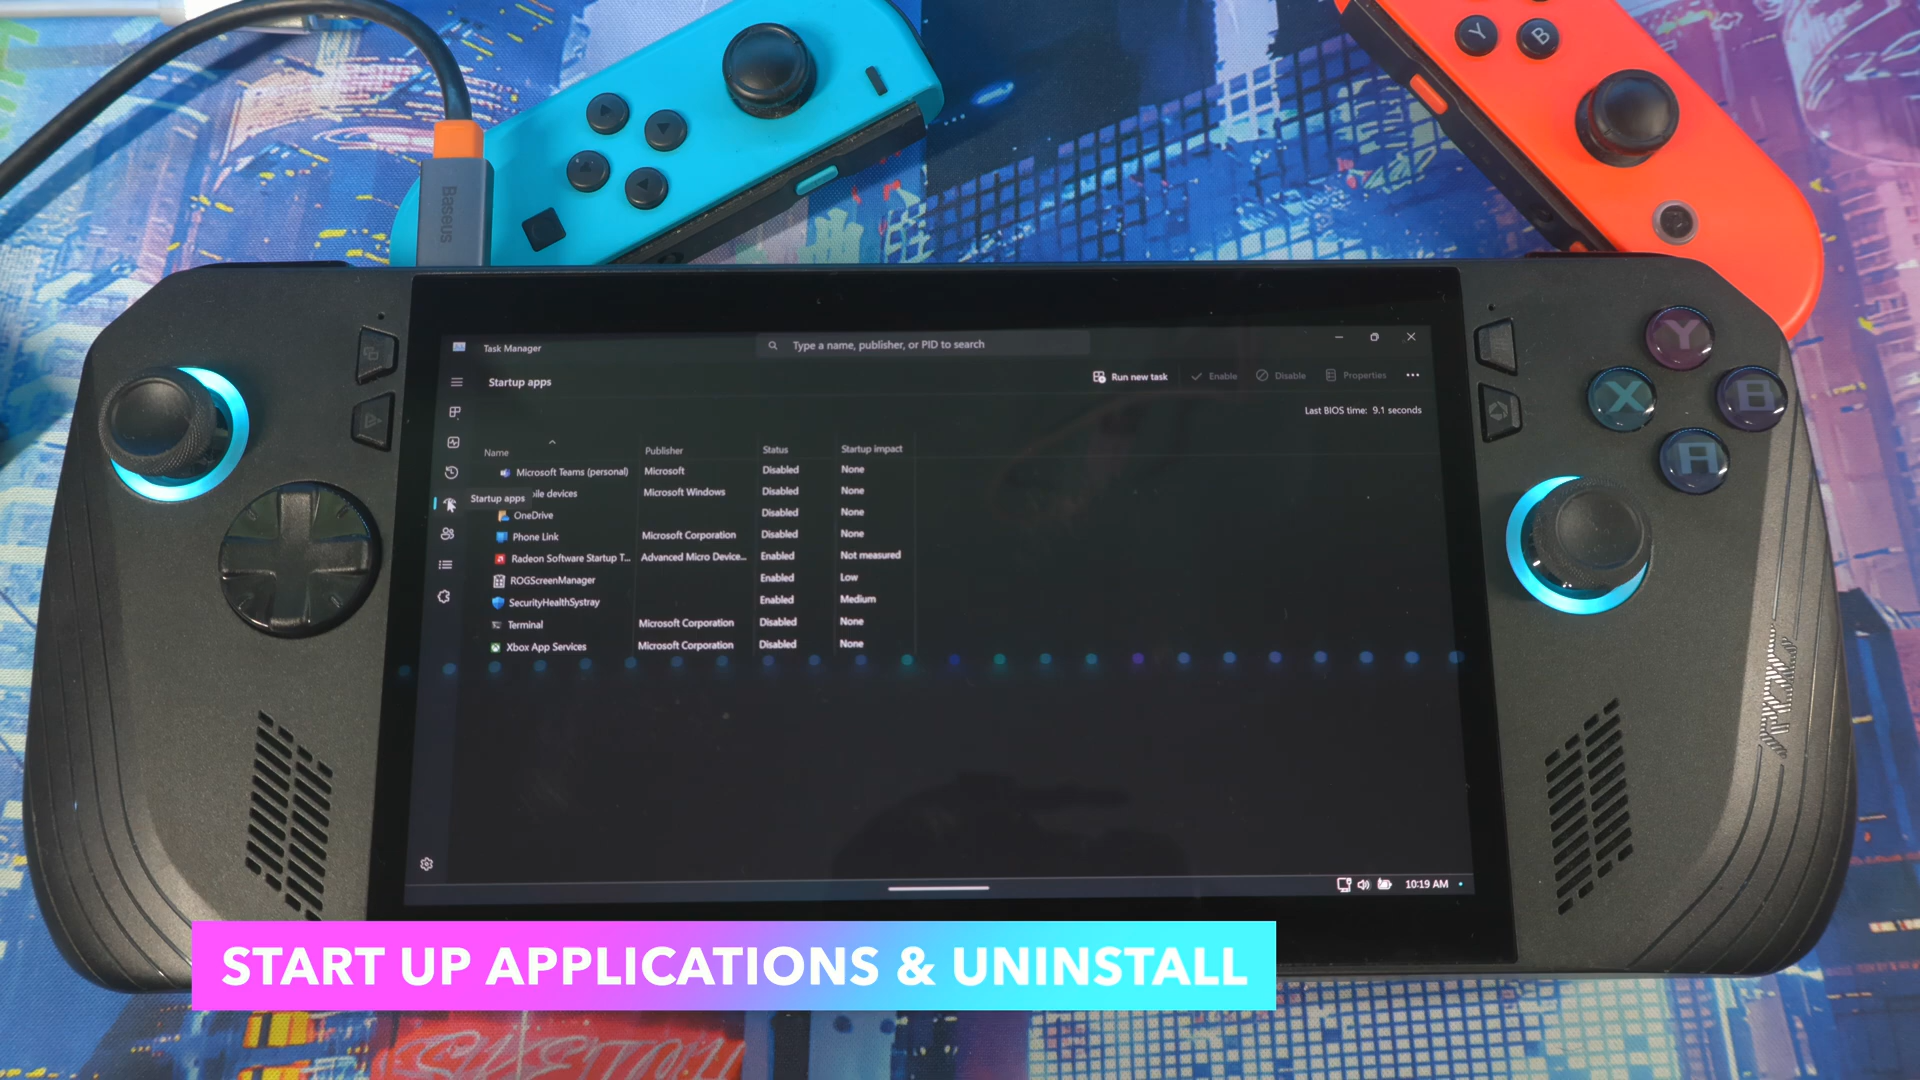 Y
B
Baseus
Task Manager
Type a name, publisher, or PID to search
Startup apps
Run new task
Enable
Disable
Properties
Last BIOS time: 9.1 seconds
Name Publisher Status Startup impact
Microsoft Teams (personal) Microsoft Disabled None
Startup apps
ile devices Microsoft Windows Disabled None
OneDrive Disabled None
Phone Link Microsoft Corporation Disabled None
Radeon Software Startup T... Advanced Micro Device... Enabled Not measured
ROGScreenManager Enabled Low
SecurityHealthSystray Enabled Medium
Terminal Microsoft Corporation Disabled None
Xbox App Services Microsoft Corporation Disabled None
10:19 AM
Y
X
B
A
START UP APPLICATIONS & UNINSTALL